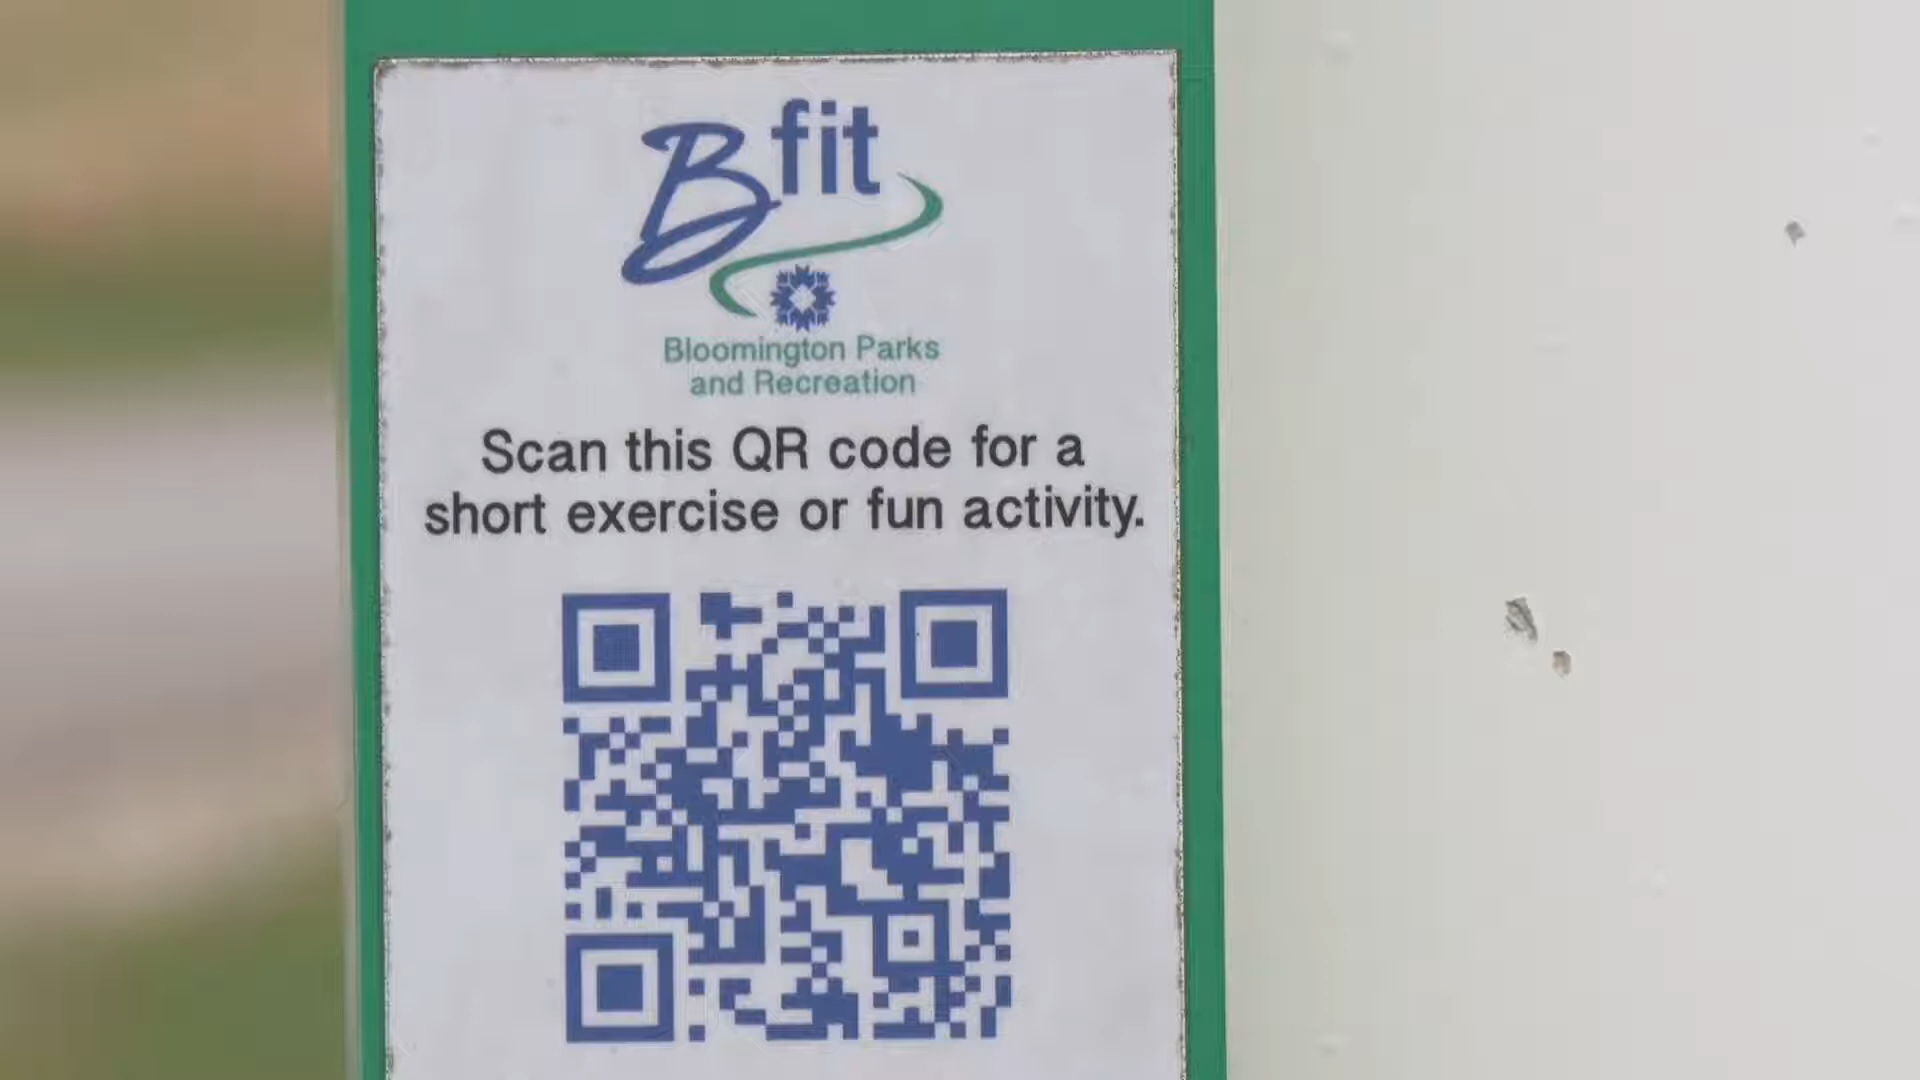 Bfit
Bloomington Parks
and Recreation
Scan this QR code for a
short exercise or fun activity.